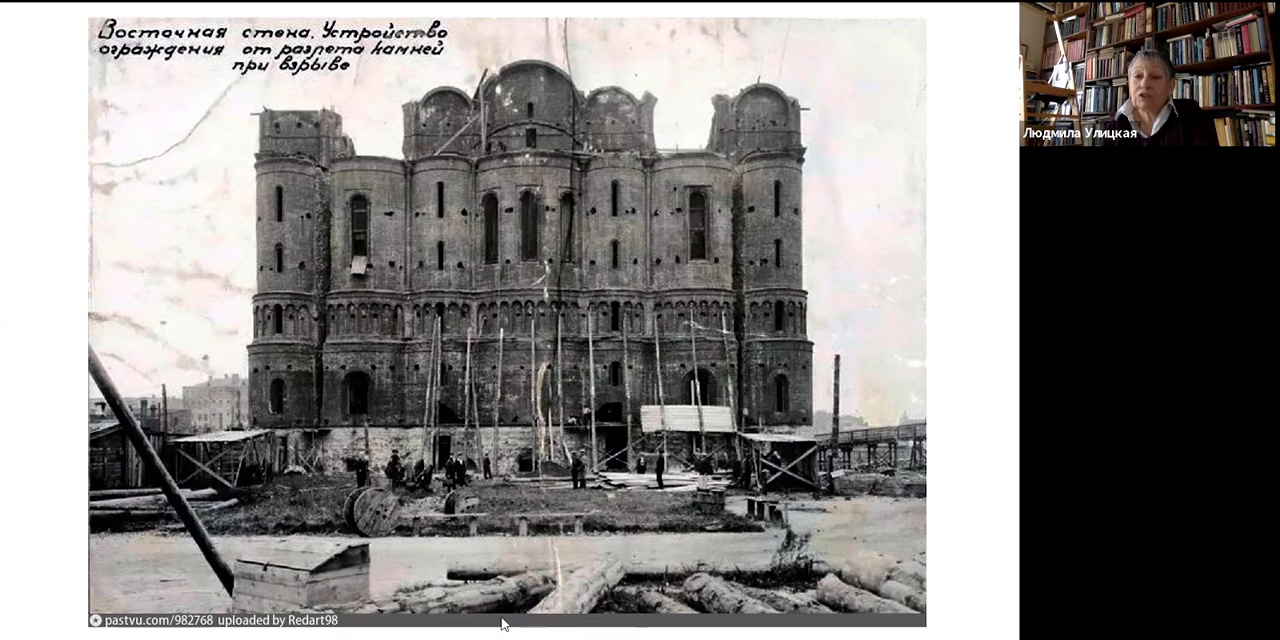 Восточная стена. Устройство
ограждения от разлета камней
при взрыве
Людмила Улицкая
pastvu.com/982768 uploaded by Redart98